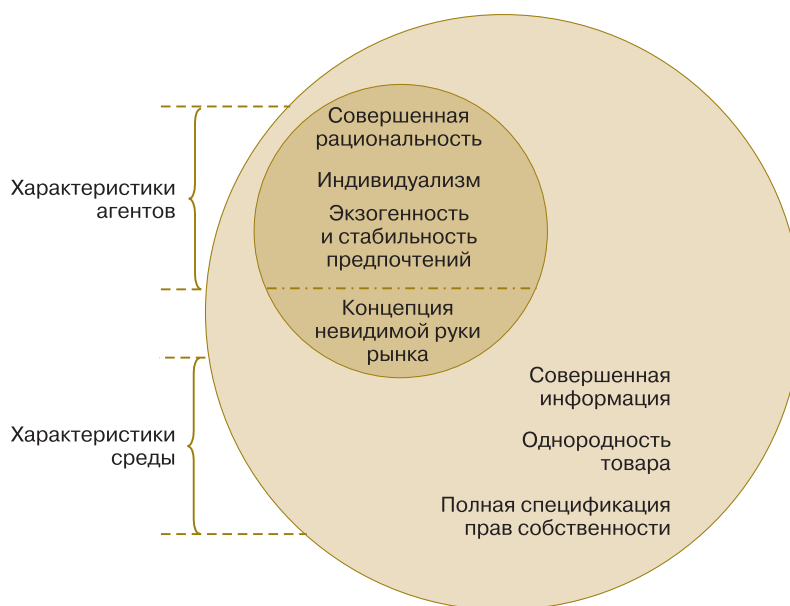 Совершенная
рациональность
Индивидуализм
Экзогенность
и стабильность
предпочтений
Концепция
невидимой руки
рынка
Характеристики
агентов
Характеристики
среды
Совершенная
информация
Однородность
товара
Полная спецификация
прав собственности